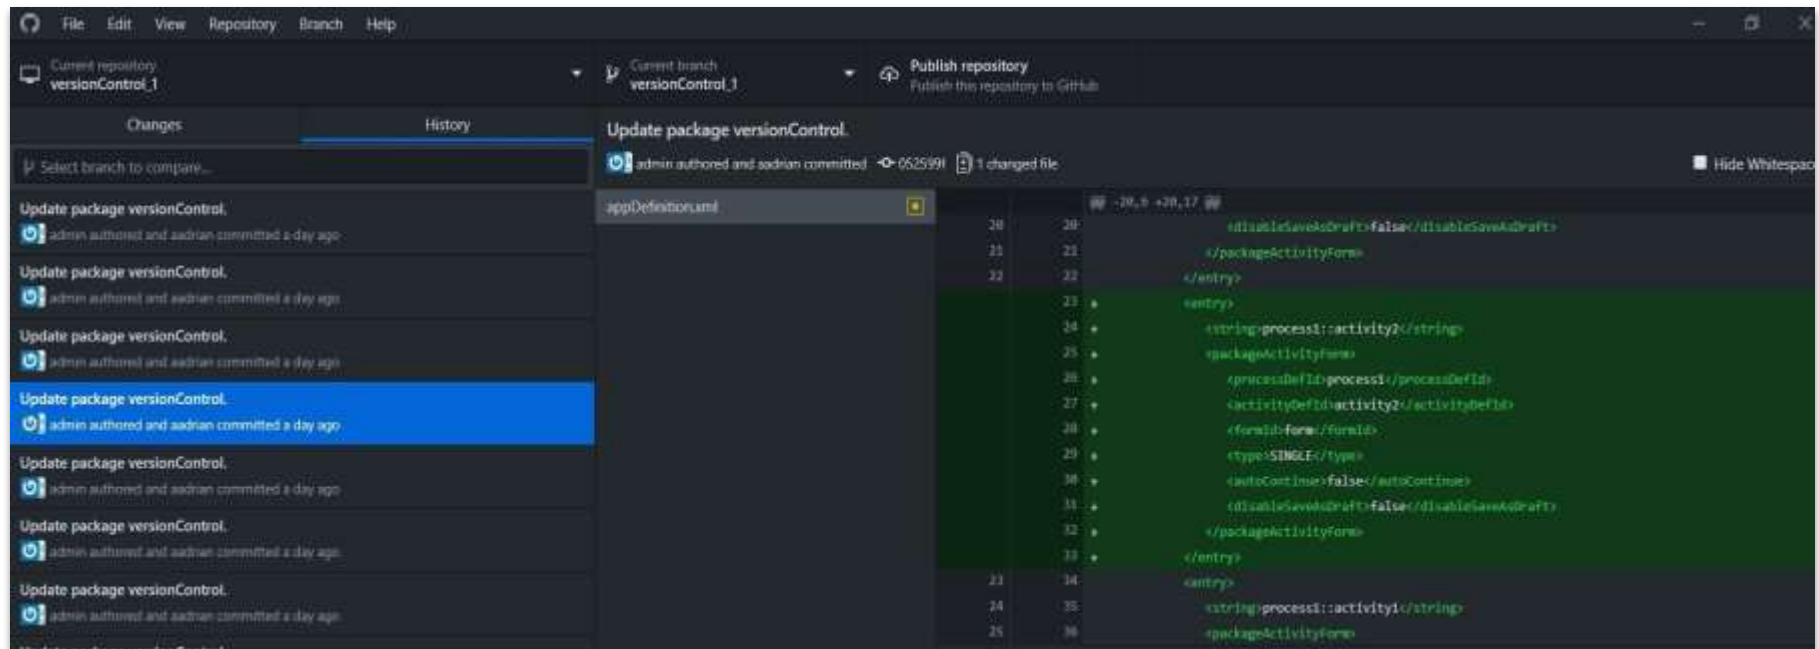 File Edit View Repository Branch Help
Current repository
versionControl_1
Current branch
versionControl_1
Publish repository
Publish this repository to GitHub
Changes History
Select branch to compare...
Update package versionControl.
admin authored and aadrian committed a day ago
Update package versionControl.
admin authored and aadrian committed a day ago
Update package versionControl.
admin authored and aadrian committed a day ago
Update package versionControl.
admin authored and aadrian committed a day ago
Update package versionControl.
admin authored and aadrian committed a day ago
Update package versionControl.
admin authored and aadrian committed a day ago
Update package versionControl.
admin authored and aadrian committed a day ago
Update package versionControl.
admin authored and aadrian committed 052599f 1 changed file Hide Whitespac
appDefinition.xml
@@ -20,6 +20,17 @@
20 20 <disableSaveAsDraft>false</disableSaveAsDraft>
21 21 </packageActivityForm>
22 22 </entry>
23 + <entry>
24 + <string>process1::activity2</string>
25 + <packageActivityForm>
26 + <processDefId>process1</processDefId>
27 + <activityDefId>activity2</activityDefId>
28 + <formId>form</formId>
29 + <type>SINGLE</type>
30 + <autoContinue>false</autoContinue>
31 + <disableSaveAsDraft>false</disableSaveAsDraft>
32 + </packageActivityForm>
33 + </entry>
23 34 <entry>
24 35 <string>process1::activity1</string>
25 36 <packageActivityForm>